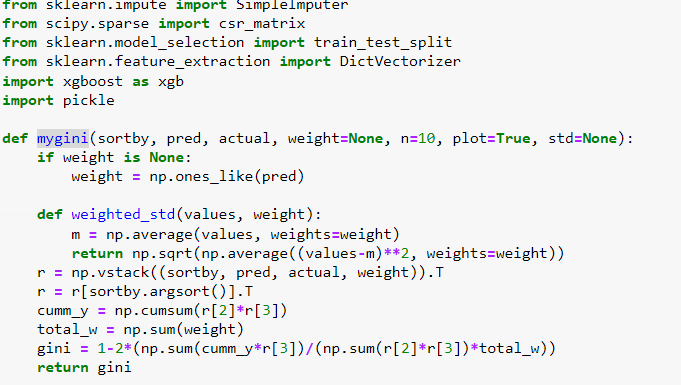 from sklearn.impute import SimpleImputer
from scipy.sparse import csr_matrix
from sklearn.model_selection import train_test_split
from sklearn.feature_extraction import DictVectorizer
import xgboost as xgb
import pickle

def mygini(sortby, pred, actual, weight=None, n=10, plot=True, std=None):
    if weight is None:
        weight = np.ones_like(pred)

    def weighted_std(values, weight):
        m = np.average(values, weights=weight)
        return np.sqrt(np.average((values-m)**2, weights=weight))
    r = np.vstack((sortby, pred, actual, weight)).T
    r = r[sortby.argsort()].T
    cumm_y = np.cumsum(r[2]*r[3])
    total_w = np.sum(weight)
    gini = 1-2*(np.sum(cumm_y*r[3])/(np.sum(r[2]*r[3])*total_w))
    return gini